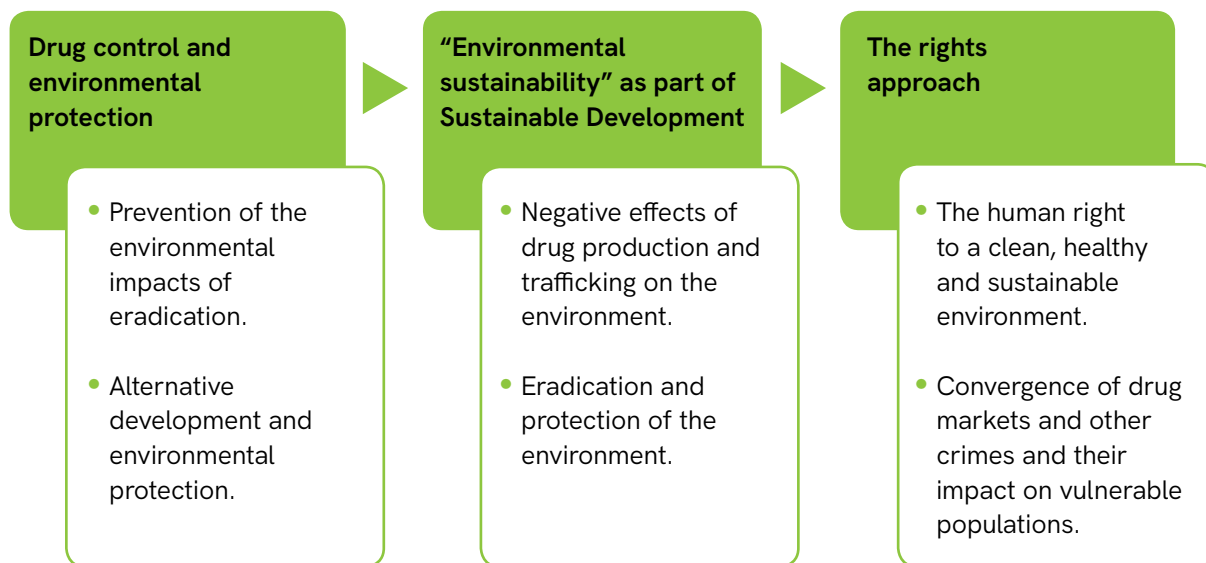 Drug control and
environmental
protection
• Prevention of the
environmental
impacts of
eradication.
• Alternative
development and
environmental
protection.
“Environmental
sustainability” as part of
Sustainable Development
• Negative effects of
drug production and
trafficking on the
environment.
• Eradication and
protection of the
environment.
The rights
approach
• The human right
to a clean, healthy
and sustainable
environment.
• Convergence of drug
markets and other
crimes and their
impact on vulnerable
populations.